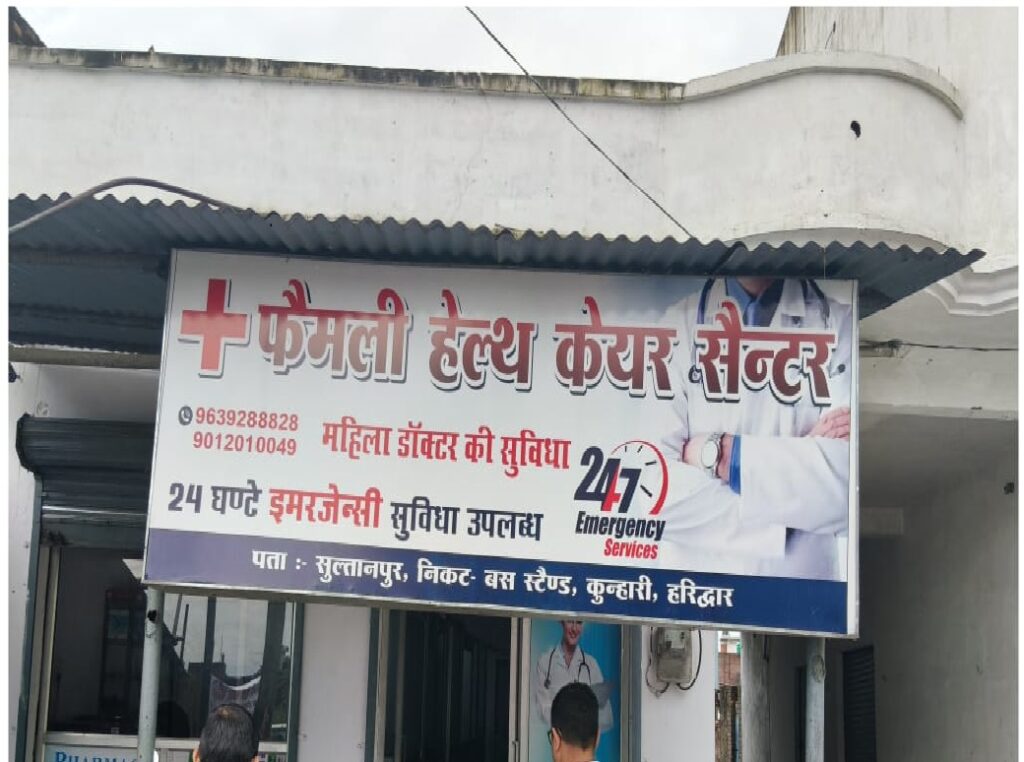 फैमली हेल्थ केयर सैन्टर
9639288828
9012010049
महिला डॉक्टर की सुविधा
24 घण्टे इमरजेन्सी सुविधा उपलब्ध
24-7
Emergency
Services
पता :- सुल्तानपुर, निकट- बस स्टैण्ड, कुन्हारी, हरिद्वार